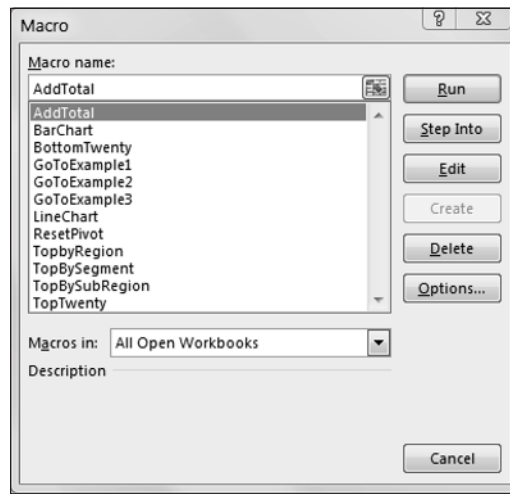 Macro
?
Macro name:
AddTotal
Run
AddTotal
BarChart
BottomTwenty
GoToExample1
GoToExample2
GoToExample3
LineChart
ResetPivot
TopbyRegion
TopBySegment
TopBySubRegion
TopTwenty
Step Into
Edit
Create
Delete
Options...
Macros in: All Open Workbooks
Description
Cancel